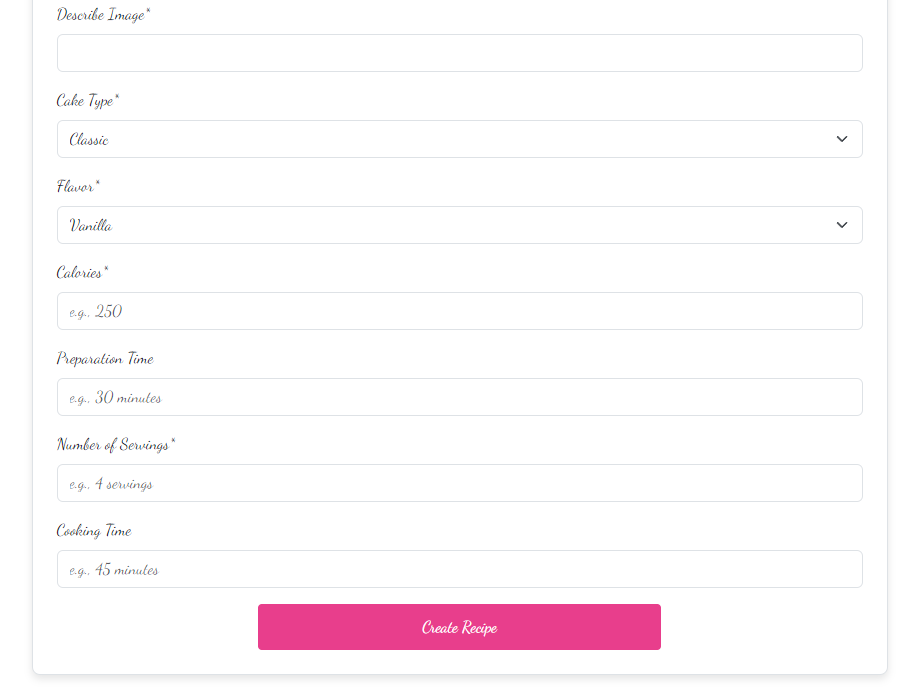 Describe Image*
Cake Type*
Classic
Flavor*
Vanilla
Calories*
e.g., 250
Preparation Time
e.g., 30 minutes
Number of Servings*
e.g., 4 servings
Cooking Time
e.g., 45 minutes
Create Recipe